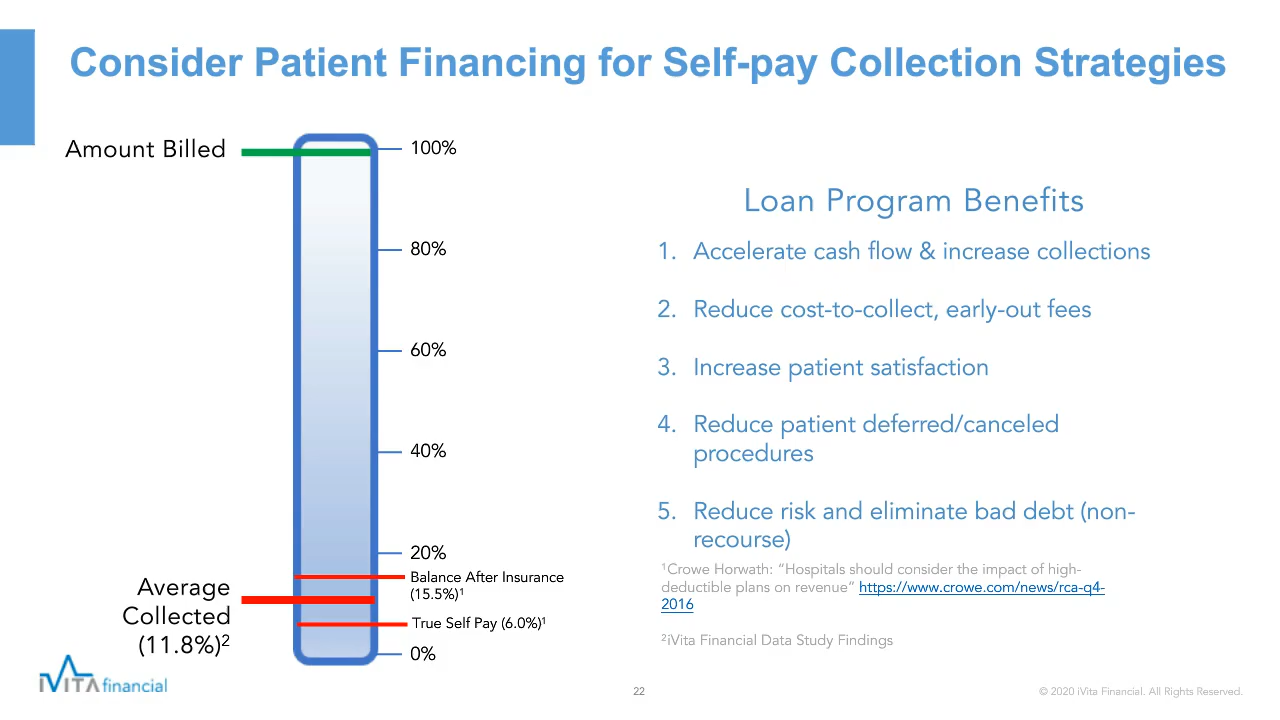 Consider Patient Financing for Self-pay Collection Strategies
Amount Billed
100%
80%
60%
40%
20%
Balance After Insurance
(15.5%)¹
Average
Collected
(11.8%)²
True Self Pay (6.0%)¹
0%
Loan Program Benefits
1. Accelerate cash flow & increase collections
2. Reduce cost-to-collect, early-out fees
3. Increase patient satisfaction
4. Reduce patient deferred/canceled
procedures
5. Reduce risk and eliminate bad debt (non-
recourse)
¹Crowe Horwath: “Hospitals should consider the impact of high-
deductible plans on revenue” https://www.crowe.com/news/rca-q4-
2016
²iVita Financial Data Study Findings
iVITAfinancial
22
© 2020 iVita Financial. All Rights Reserved.